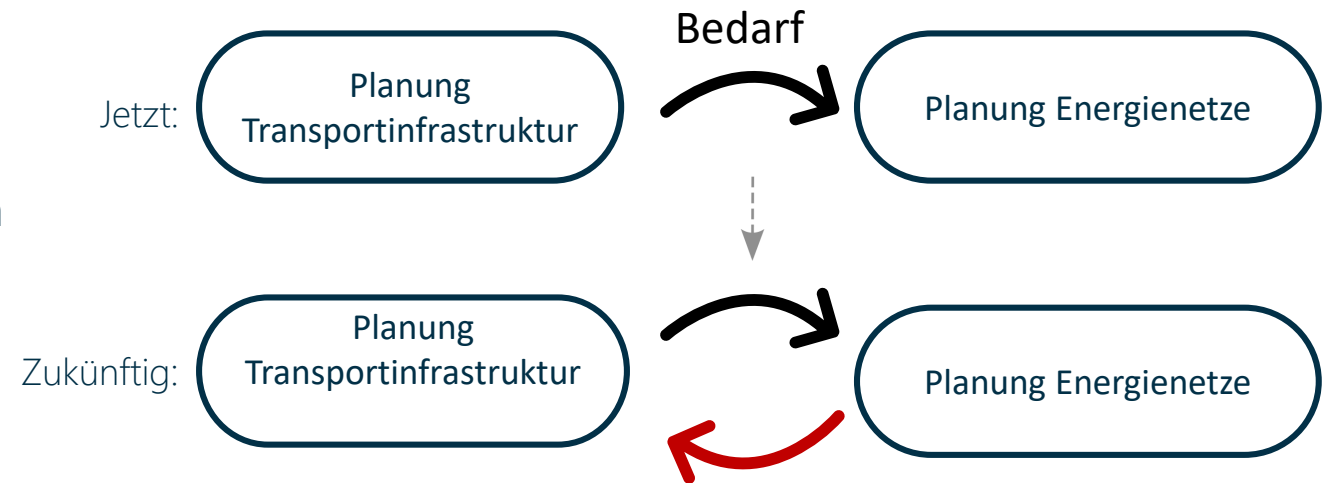 Bedarf
Jetzt:
Planung
Transportinfrastruktur
Planung Energienetze
Zukünftig:
Planung
Transportinfrastruktur
Planung Energienetze